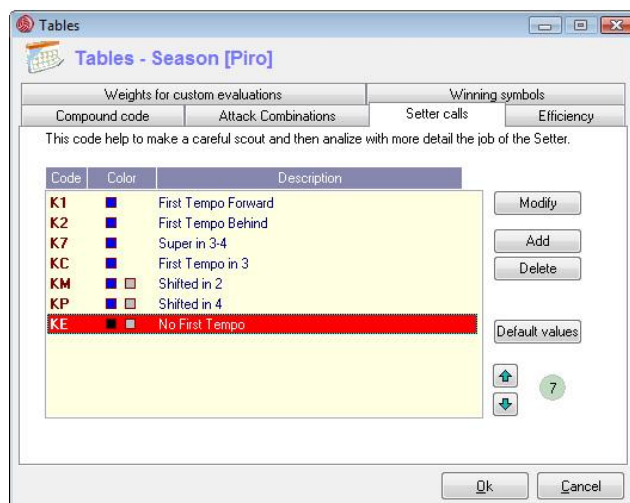 Tables
Tables - Season [Piro]
Weights for custom evaluations Winning symbols
Compound code Attack Combinations Setter calls Efficiency
This code help to make a careful scout and then analize with more detail the job of the Setter.
Code Color Description
K1 First Tempo Forward
K2 First Tempo Behind
K7 Super in 3-4
KC First Tempo in 3
KM Shifted in 2
KP Shifted in 4
KE No First Tempo
Modify
Add
Delete
Default values
7
Ok Cancel